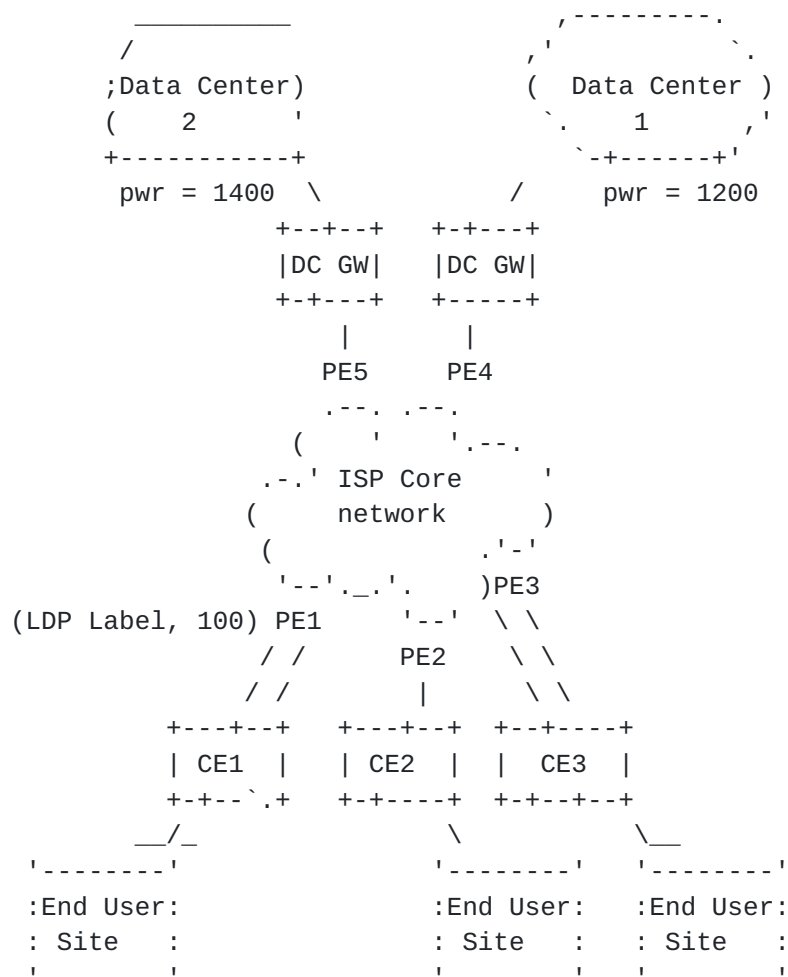 ;Data Center) ( Data Center )
( 2 ' `. 1 ,'
pwr = 1400 \ / pwr = 1200
|DC GW| |DC GW|
PE5 PE4
.-.' ISP Core '
( network )
'--'._.'. )PE3
(LDP Label, 100) PE1 '--' \ \
/ / PE2 \ \
| CE1 | | CE2 | | CE3 |
:End User: :End User: :End User:
: Site : : Site : : Site :